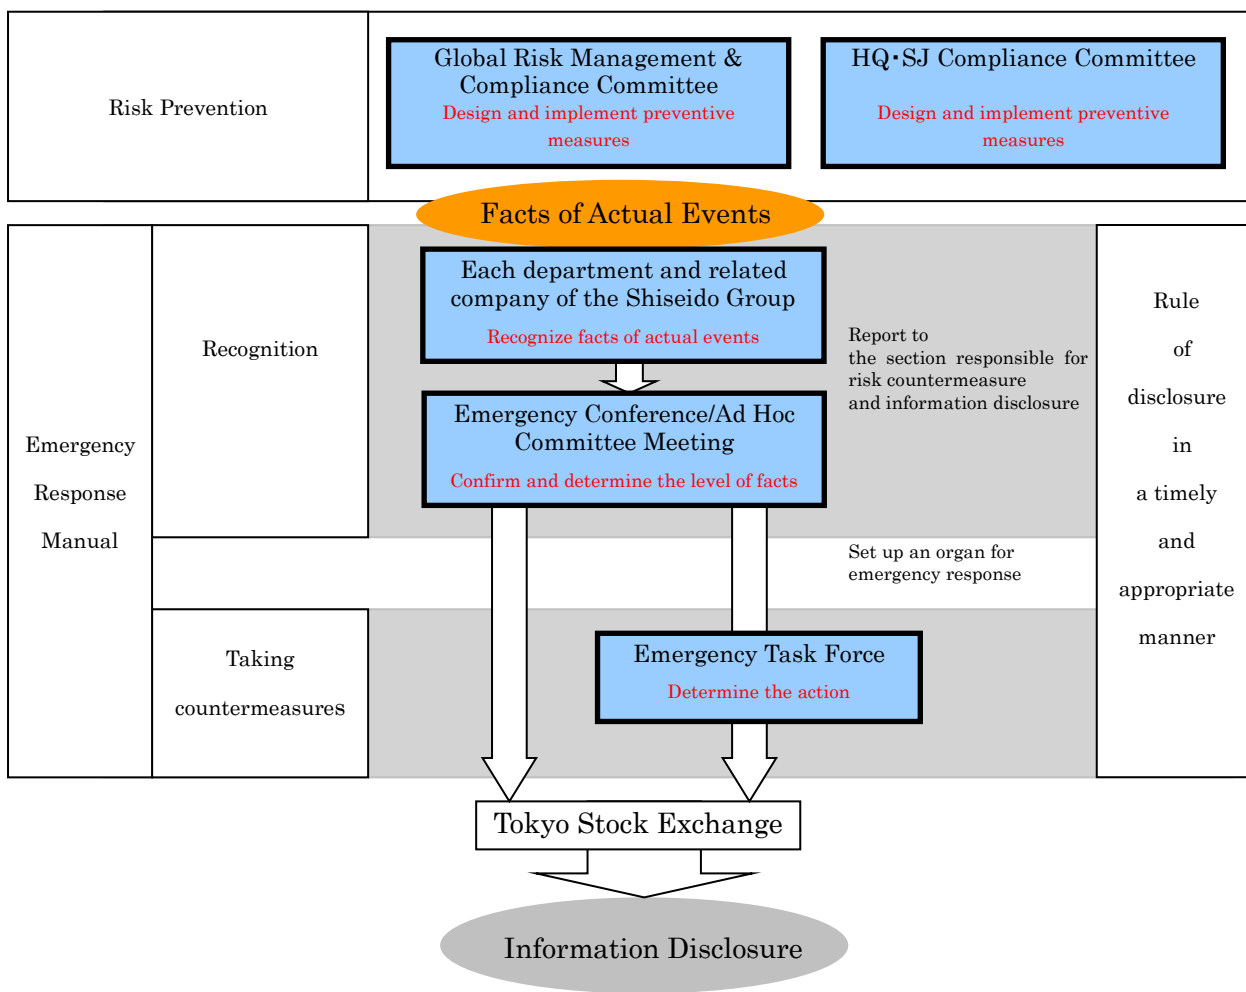 Risk Prevention
Global Risk Management &
Compliance Committee
Design and implement preventive
measures
HQ･SJ Compliance Committee
Design and implement preventive
measures
Facts of Actual Events
Emergency
Response
Manual
Recognition
Each department and related
company of the Shiseido Group
Recognize facts of actual events
Report to
the section responsible for
risk countermeasure
and information disclosure
Emergency Conference/Ad Hoc
Committee Meeting
Confirm and determine the level of facts
Set up an organ for
emergency response
Taking
countermeasures
Emergency Task Force
Determine the action
Rule
of
disclosure
in
a timely
and
appropriate
manner
Tokyo Stock Exchange
Information Disclosure